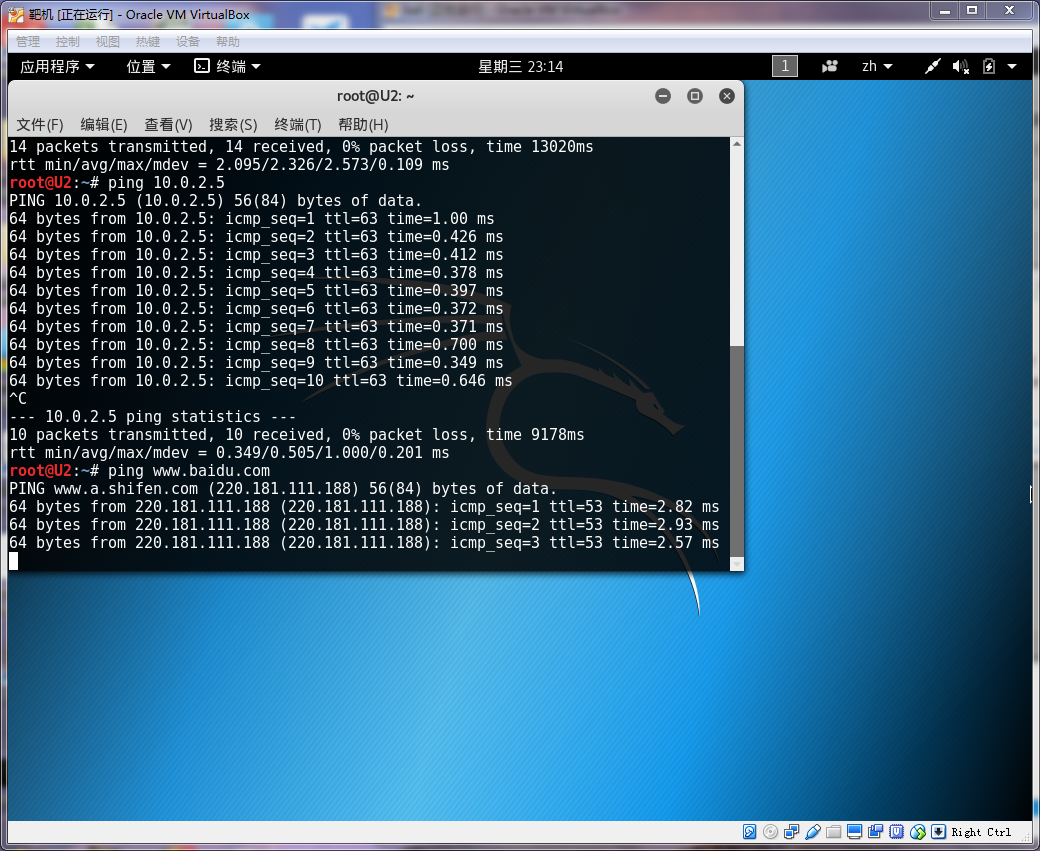 靶机 [正在运行] - Oracle VM VirtualBox
管理 控制 视图 热键 设备 帮助
应用程序 位置 终端 星期三 23:14 1 zh
root@U2: ~
文件(F) 编辑(E) 查看(V) 搜索(S) 终端(T) 帮助(H)
14 packets transmitted, 14 received, 0% packet loss, time 13020ms
rtt min/avg/max/mdev = 2.095/2.326/2.573/0.109 ms
root@U2:~# ping 10.0.2.5
PING 10.0.2.5 (10.0.2.5) 56(84) bytes of data.
64 bytes from 10.0.2.5: icmp_seq=1 ttl=63 time=1.00 ms
64 bytes from 10.0.2.5: icmp_seq=2 ttl=63 time=0.426 ms
64 bytes from 10.0.2.5: icmp_seq=3 ttl=63 time=0.412 ms
64 bytes from 10.0.2.5: icmp_seq=4 ttl=63 time=0.378 ms
64 bytes from 10.0.2.5: icmp_seq=5 ttl=63 time=0.397 ms
64 bytes from 10.0.2.5: icmp_seq=6 ttl=63 time=0.372 ms
64 bytes from 10.0.2.5: icmp_seq=7 ttl=63 time=0.371 ms
64 bytes from 10.0.2.5: icmp_seq=8 ttl=63 time=0.700 ms
64 bytes from 10.0.2.5: icmp_seq=9 ttl=63 time=0.349 ms
64 bytes from 10.0.2.5: icmp_seq=10 ttl=63 time=0.646 ms
^C
--- 10.0.2.5 ping statistics ---
10 packets transmitted, 10 received, 0% packet loss, time 9178ms
rtt min/avg/max/mdev = 0.349/0.505/1.000/0.201 ms
root@U2:~# ping www.baidu.com
PING www.a.shifen.com (220.181.111.188) 56(84) bytes of data.
64 bytes from 220.181.111.188 (220.181.111.188): icmp_seq=1 ttl=53 time=2.82 ms
64 bytes from 220.181.111.188 (220.181.111.188): icmp_seq=2 ttl=53 time=2.93 ms
64 bytes from 220.181.111.188 (220.181.111.188): icmp_seq=3 ttl=53 time=2.57 ms
Right Ctrl